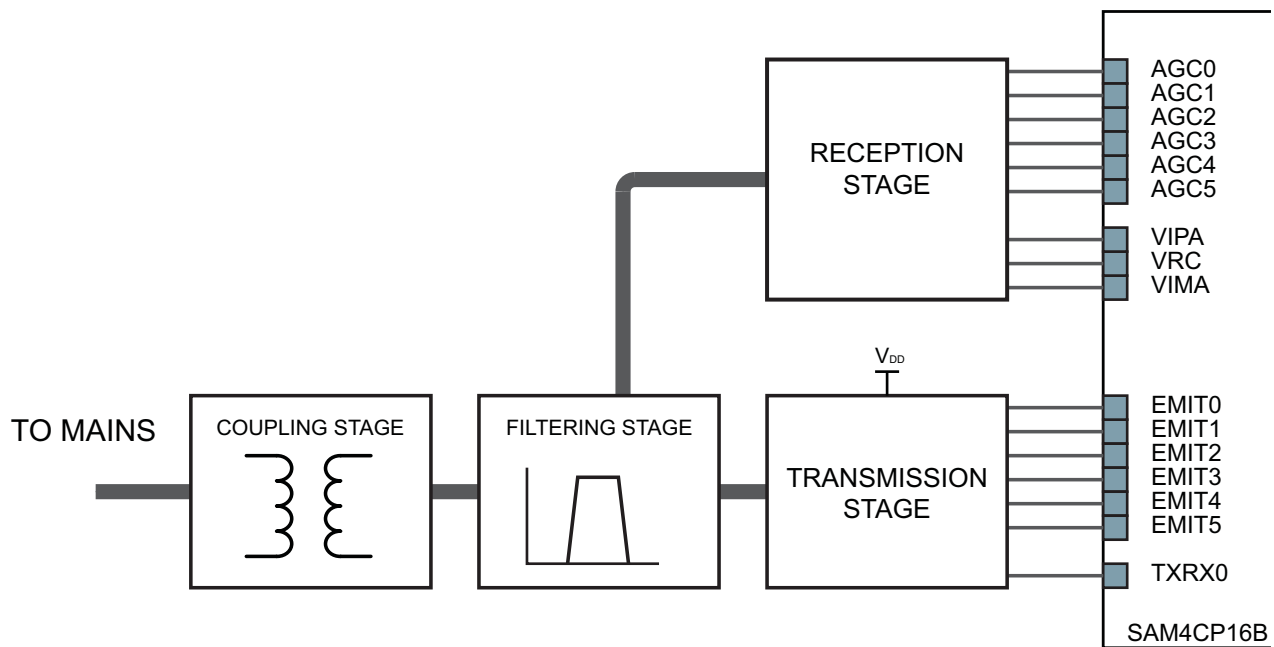 AGC0
AGC1
AGC2
AGC3
AGC4
AGC5
RECEPTION
STAGE
VIPA
VRC
VIMA
VDD
TO MAINS
COUPLING STAGE
FILTERING STAGE
TRANSMISSION
STAGE
EMIT0
EMIT1
EMIT2
EMIT3
EMIT4
EMIT5
TXRX0
SAM4CP16B